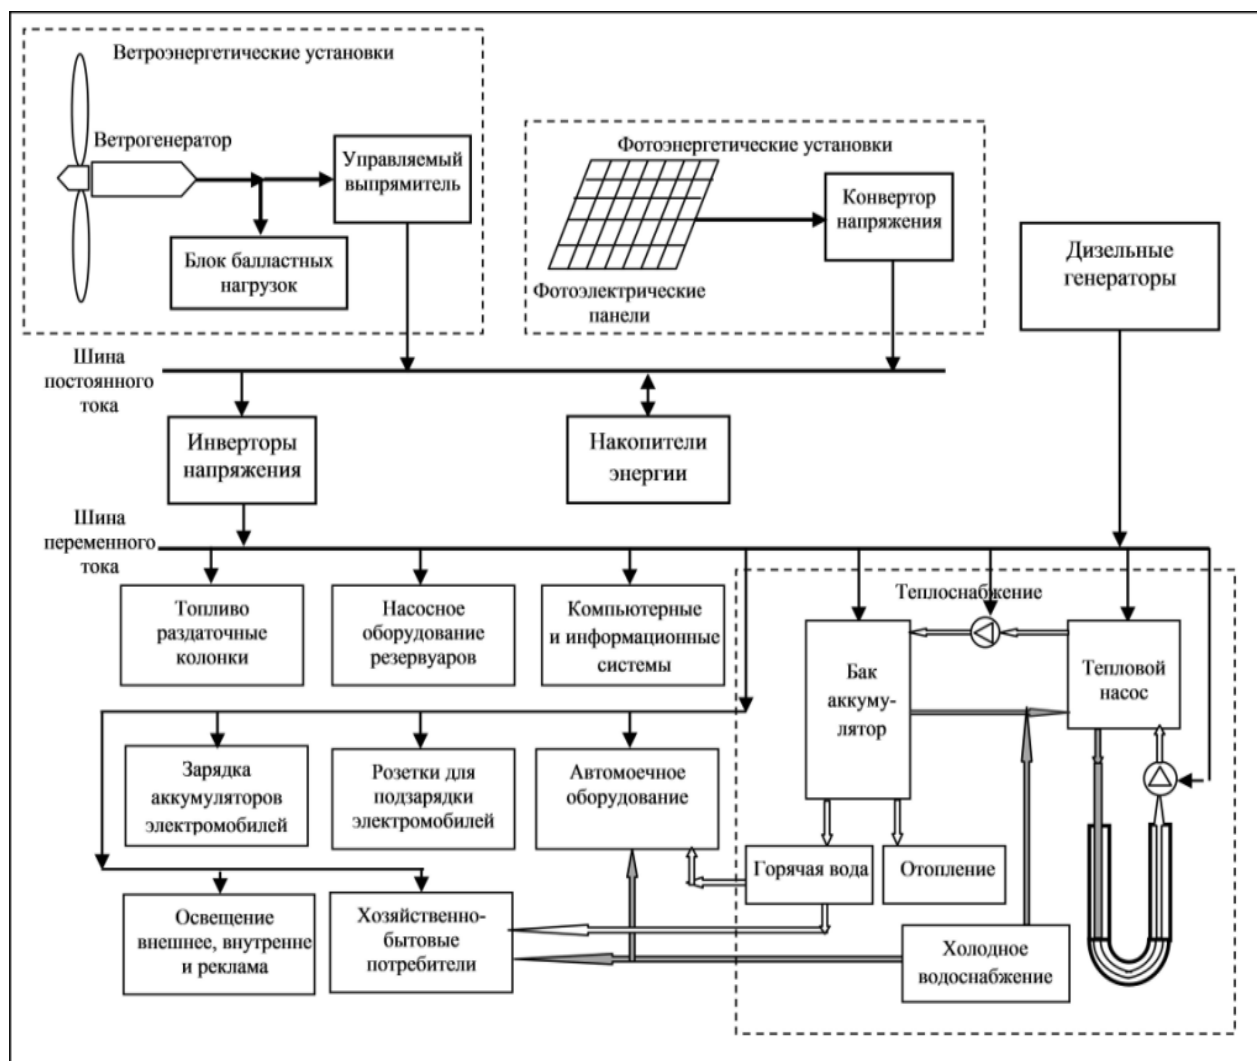 Ветроэнергетические установки
Ветрогенератор
Управляемый
выпрямитель
Блок балластных
нагрузок
Фотоэнергетические установки
Конвертор
напряжения
Фотоэлектрические
панели
Дизельные
генераторы
Шина
постоянного
тока
Инверторы
напряжения
Накопители
энергии
Шина
переменного
тока
Топливо
раздаточные
колонки
Насосное
оборудование
резервуаров
Компьютерные
и информационные
системы
Теплоснабжение
Бак
аккуму-
лятор
Тепловой
насос
Зарядка
аккумуляторов
электромобилей
Розетки для
подзарядки
электромобилей
Автомоечное
оборудование
Горячая вода
Отопление
Освещение
внешнее, внутренне
и реклама
Хозяйственно-
бытовые
потребители
Холодное
водоснабжение